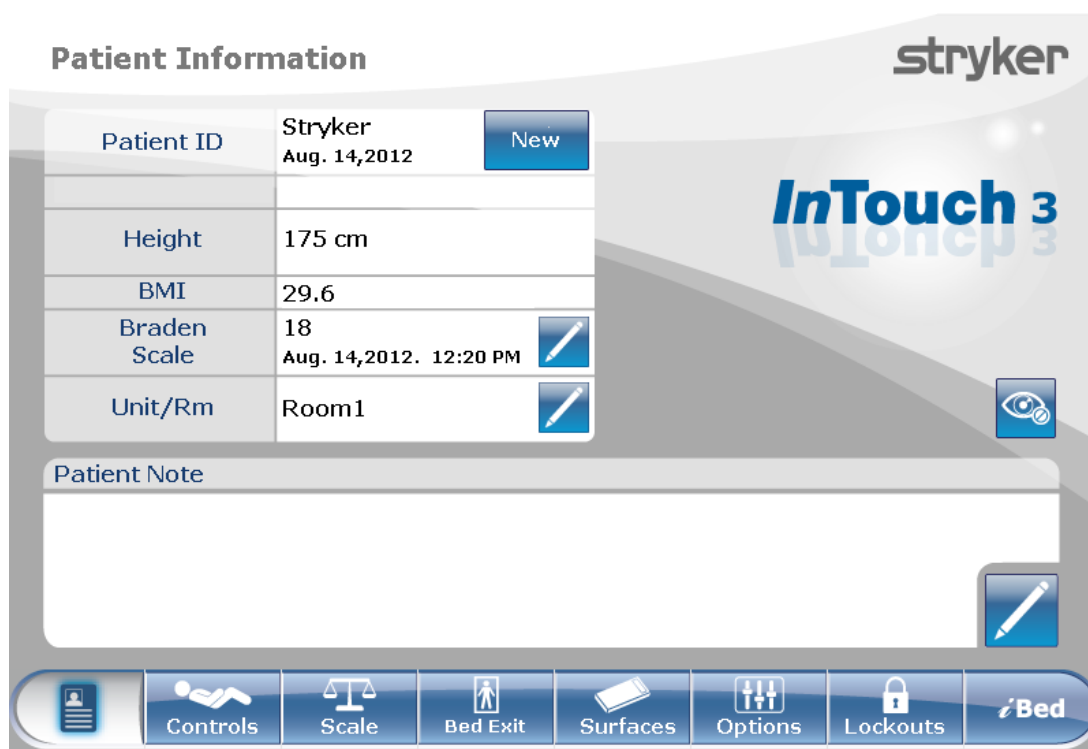 Patient Information
stryker
Patient ID
Stryker
Aug. 14,2012
New
InTouch 3
Height
175 cm
BMI
29.6
Braden
Scale
18
Aug. 14,2012. 12:20 PM
Unit/Rm
Room1
Patient Note
Controls
Scale
Bed Exit
Surfaces
Options
Lockouts
iBed